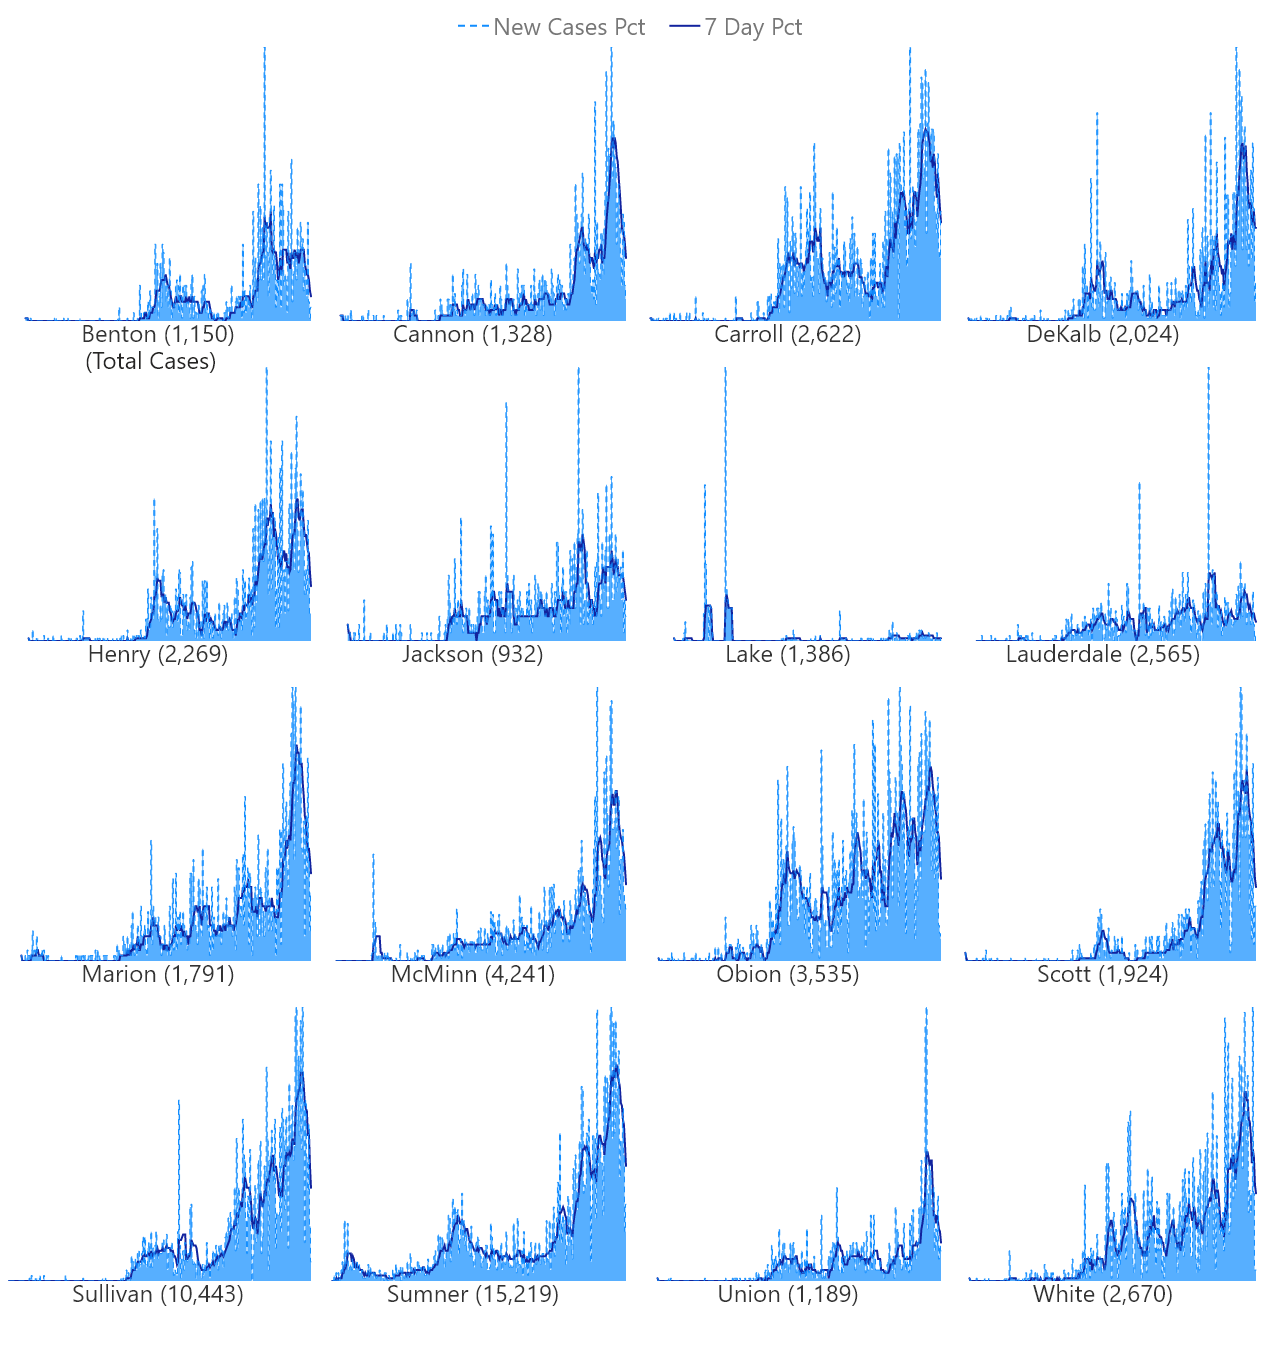 New Cases Pct 7 Day Pct
Benton (1,150) Cannon (1,328) Carroll (2,622) DeKalb (2,024)
(Total Cases)
Henry (2,269) Jackson (932) Lake (1,386) Lauderdale (2,565)
Marion (1,791) McMinn (4,241) Obion (3,535) Scott (1,924)
Sullivan (10,443) Sumner (15,219) Union (1,189) White (2,670)